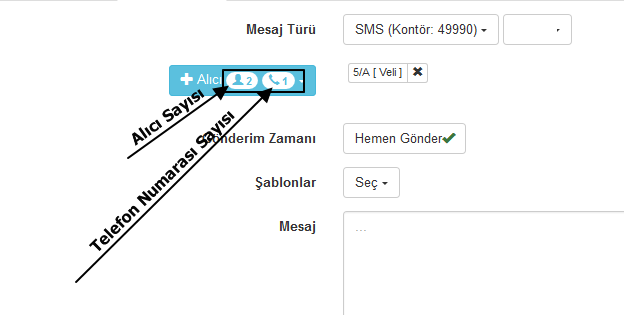 Mesaj Türü
SMS (Kontör: 49990)
Alıcı 2 1
5/A [ Veli ] ✖
Alıcı Sayısı
Telefon Numarası Sayısı
Gönderim Zamanı
Hemen Gönder
Şablonlar
Seç
Mesaj
...